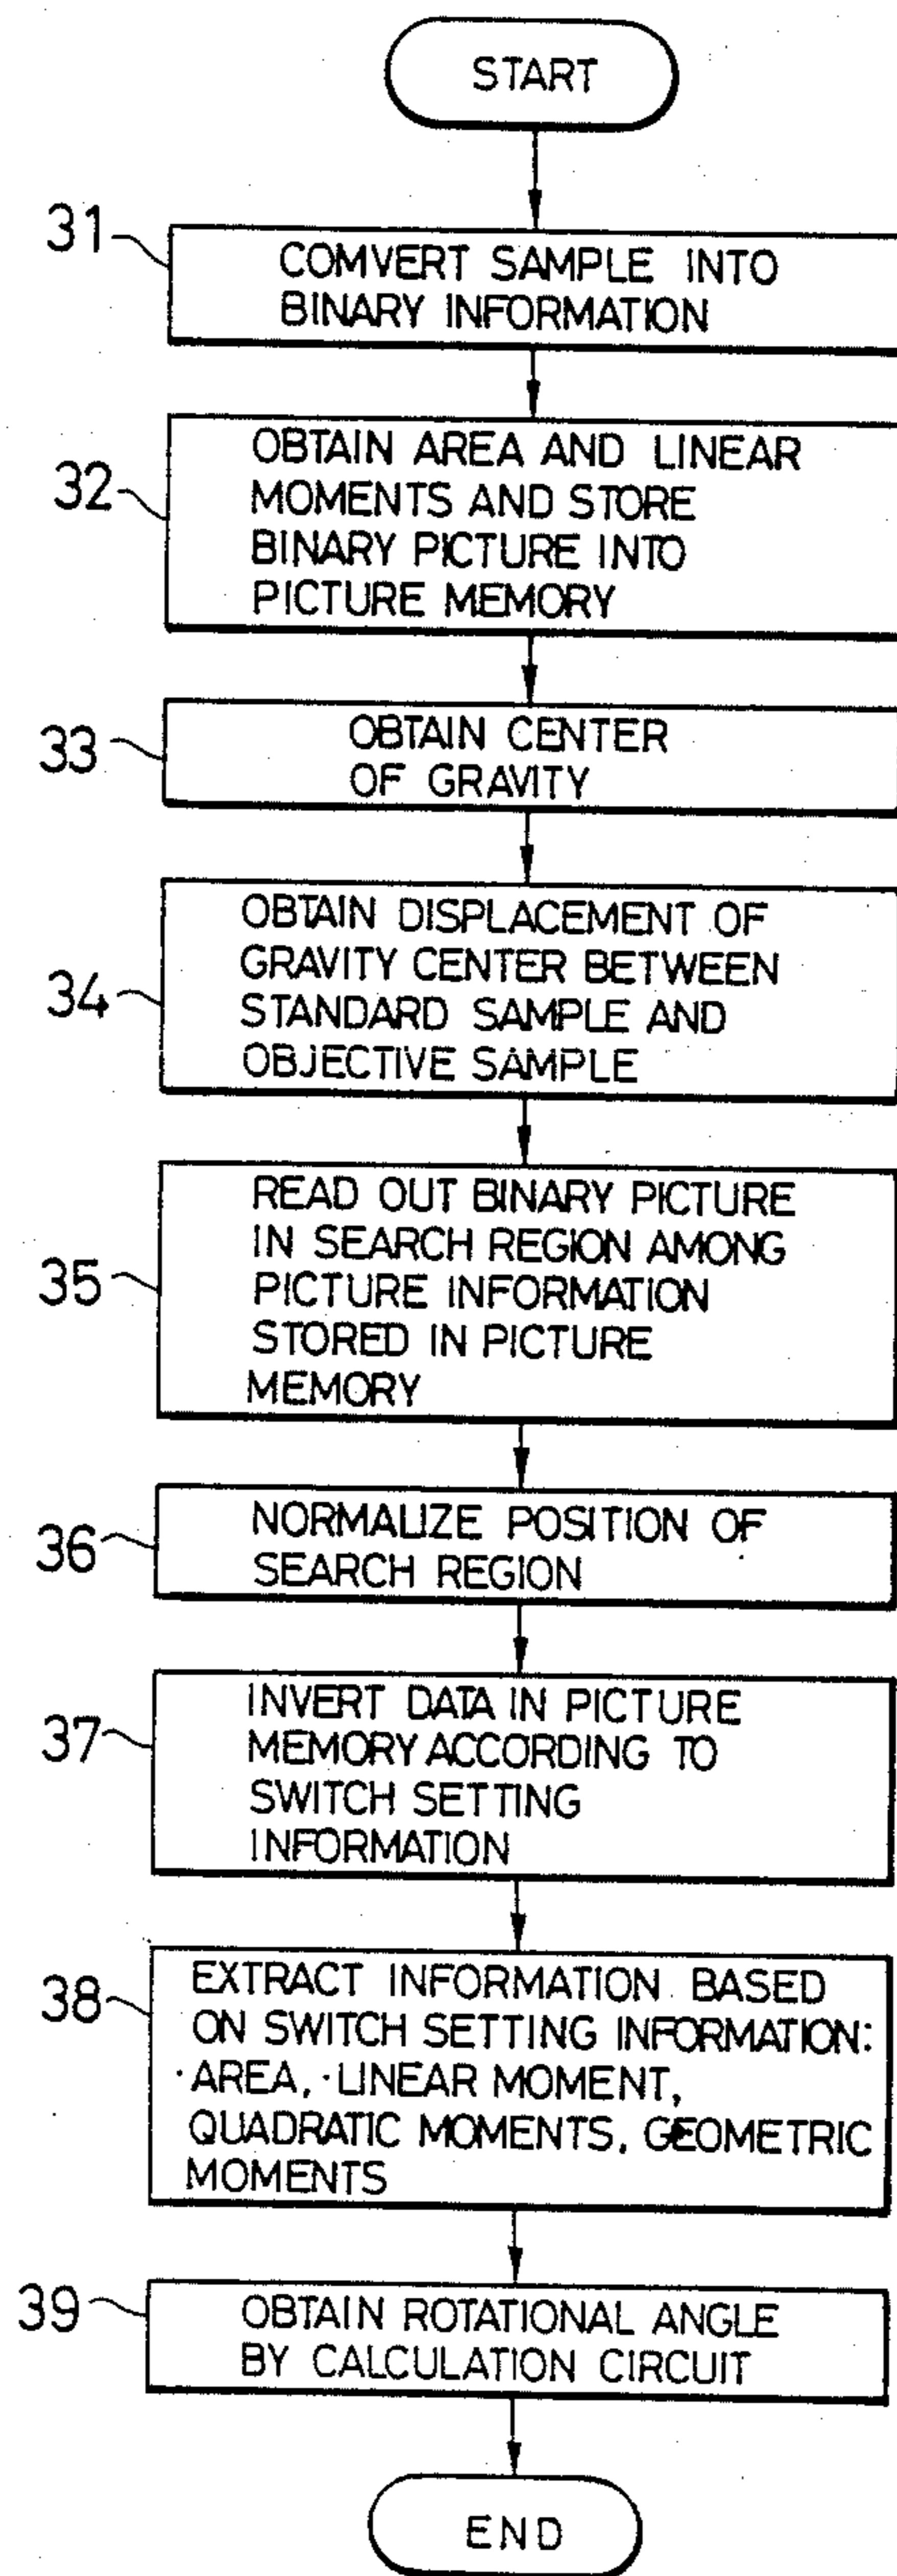 START
31
COMVERT SAMPLE INTO
BINARY INFORMATION
32
OBTAIN AREA AND LINEAR
MOMENTS AND STORE
BINARY PICTURE INTO
PICTURE MEMORY
33
OBTAIN CENTER
OF GRAVITY
34
OBTAIN DISPLACEMENT OF
GRAVITY CENTER BETWEEN
STANDARD SAMPLE AND
OBJECTIVE SAMPLE
35
READ OUT BINARY PICTURE
IN SEARCH REGION AMONG
PICTURE INFORMATION
STORED IN PICTURE
MEMORY
36
NORMALIZE POSITION OF
SEARCH REGION
37
INVERT DATA IN PICTURE
MEMORY ACCORDING TO
SWITCH SETTING
INFORMATION
38
EXTRACT INFORMATION BASED
ON SWITCH SETTING INFORMATION:
·AREA, ·LINEAR MOMENT,
QUADRATIC MOMENTS, GEOMETRIC
MOMENTS
39
OBTAIN ROTATIONAL ANGLE
BY CALCULATION CIRCUIT
END